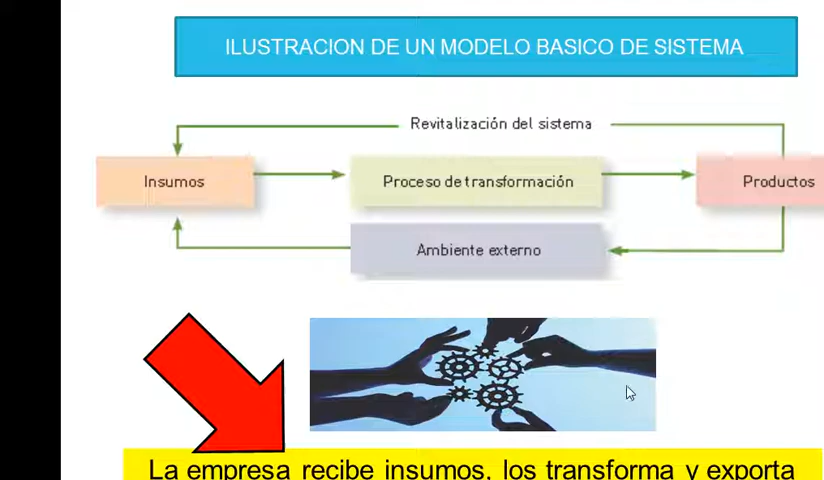 ILUSTRACION DE UN MODELO BASICO DE SISTEMA
Revitalización del sistema
Insumos
Proceso de transformación
Productos
Ambiente externo
La empresa recibe insumos, los transforma y exporta